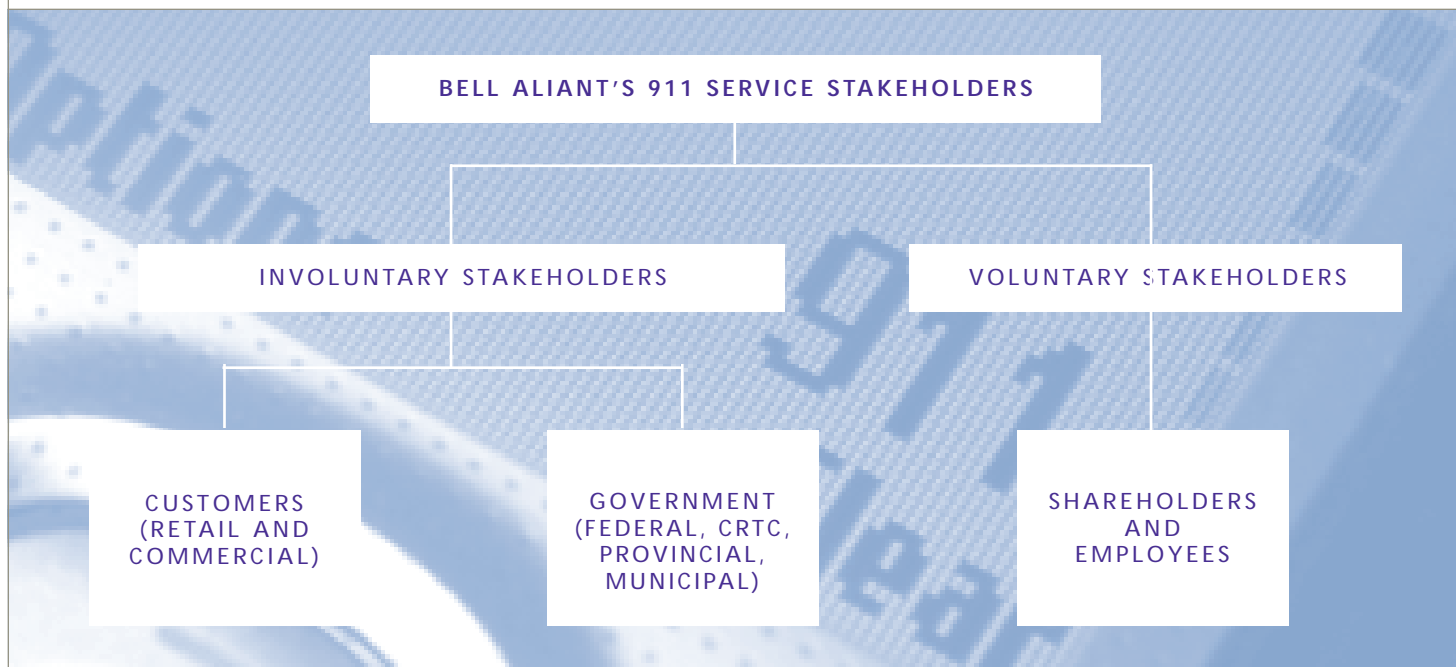 BELL ALIANT'S 911 SERVICE STAKEHOLDERS
INVOLUNTARY STAKEHOLDERS
VOLUNTARY STAKEHOLDERS
CUSTOMERS
(RETAIL AND
COMMERCIAL)
GOVERNMENT
(FEDERAL, CRTC,
PROVINCIAL,
MUNICIPAL)
SHAREHOLDERS
AND
EMPLOYEES
911